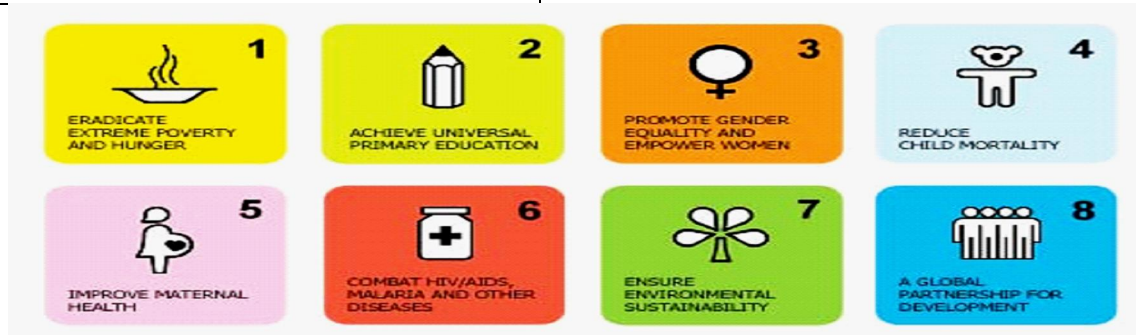 1
ERADICATE
EXTREME POVERTY
AND HUNGER
2
ACHIEVE UNIVERSAL
PRIMARY EDUCATION
3
PROMOTE GENDER
EQUALITY AND
EMPOWER WOMEN
4
REDUCE
CHILD MORTALITY
5
IMPROVE MATERNAL
HEALTH
6
COMBAT HIV/AIDS,
MALARIA AND OTHER
DISEASES
7
ENSURE
ENVIRONMENTAL
SUSTAINABILITY
8
A GLOBAL
PARTNERSHIP FOR
DEVELOPMENT